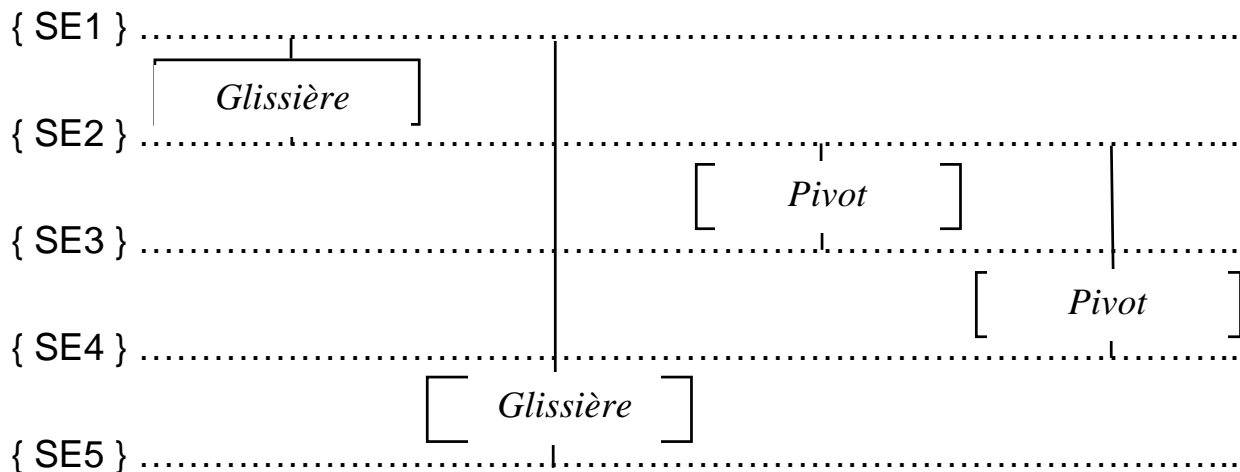 { SE1 }
Glissière
{ SE2 }
Pivot
{ SE3 }
Pivot
{ SE4 }
Glissière
{ SE5 }